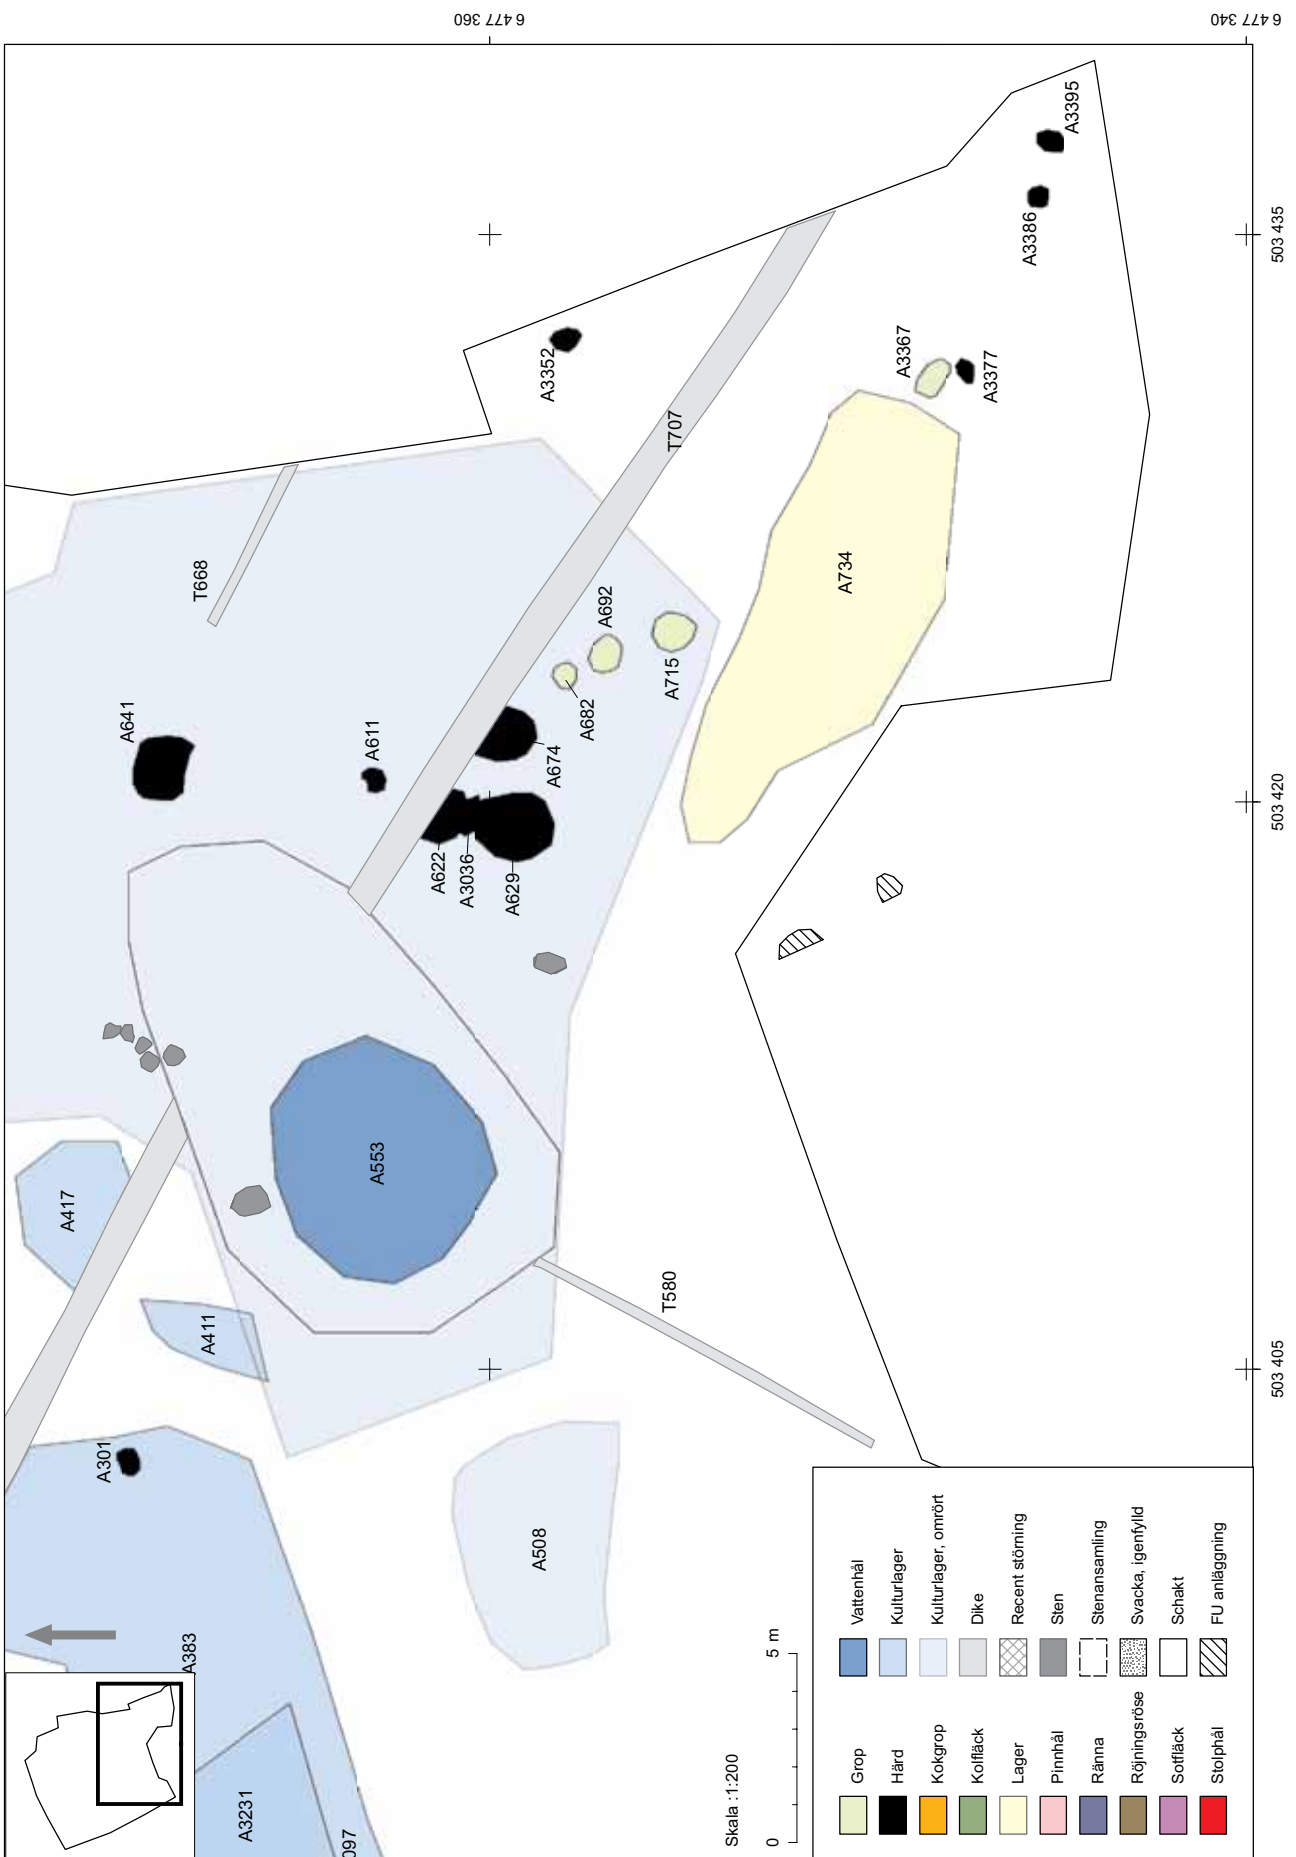 6 477 360
6 477 340
503 435
503 420
503 405
A3395
A3386
A3352
A3367
A3377
T707
T668
A734
A692
A682
A715
A641
A611
A674
A622
A3036
A629
A553
A417
A411
T580
A301
A508
A383
A3231
097
Skala :1:200
0
5 m
Grop
Härd
Kokgrop
Kolfläck
Lager
Pinnhål
Ränna
Röjningsröse
Sotfläck
Stolphål
Vattenhål
Kulturlager
Kulturlager, omrört
Dike
Recent störning
Sten
Stenansamling
Svacka, igenfylld
Schakt
FU anläggning